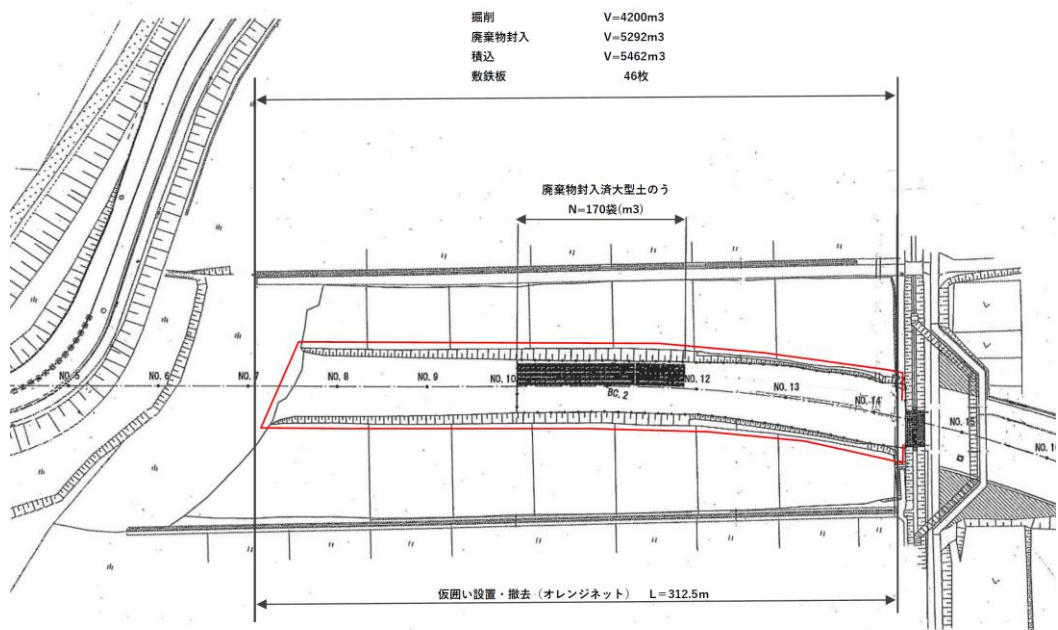 掘削 V=4200m3
廃棄物封入 V=5292m3
積込 V=5462m3
敷鉄板 46枚
廃棄物封入済大型土のう
N=170袋(m3)
NO.5
NO.6
NO.7
NO.8
NO.9
NO.10
BC.2
NO.12
NO.13
NO.14
NO.15
仮囲い設置・撤去（オレンジネット） L=312.5m